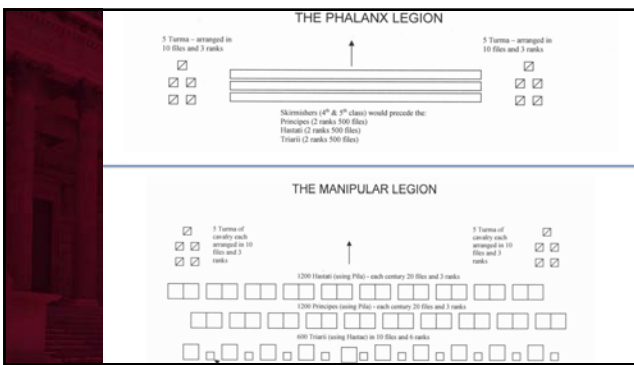 THE PHALANX LEGION
5 Turma – arranged in
10 files and 3 ranks
5 Turma – arranged in
10 files and 3 ranks
Skirmishers (4th & 5th class) would precede the:
Principes (2 ranks 500 files)
Hastati (2 ranks 500 files)
Triarii (2 ranks 500 files)
THE MANIPULAR LEGION
5 Turma of
cavalry each
arranged in 10
files and 3
ranks
5 Turma of
cavalry each
arranged in 10
files and 3
ranks
1200 Hastati (using Pila) - each century 20 files and 3 ranks
1200 Principes (using Pila) - each century 20 files and 3 ranks
600 Triarii (using Hastae) in 10 files and 6 ranks